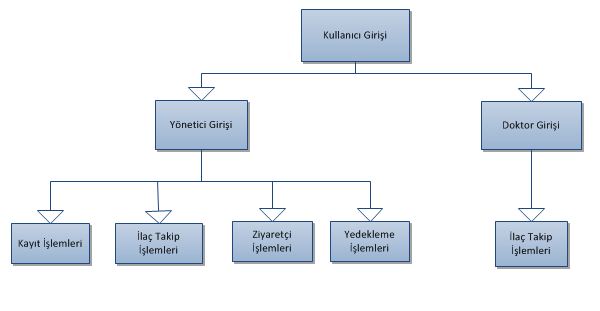 Kullanıcı Girişi
Yönetici Girişi
Doktor Girişi
Kayıt İşlemleri
İlaç Takip
İşlemleri
Ziyaretçi
İşlemleri
Yedekleme
İşlemleri
İlaç Takip
İşlemleri